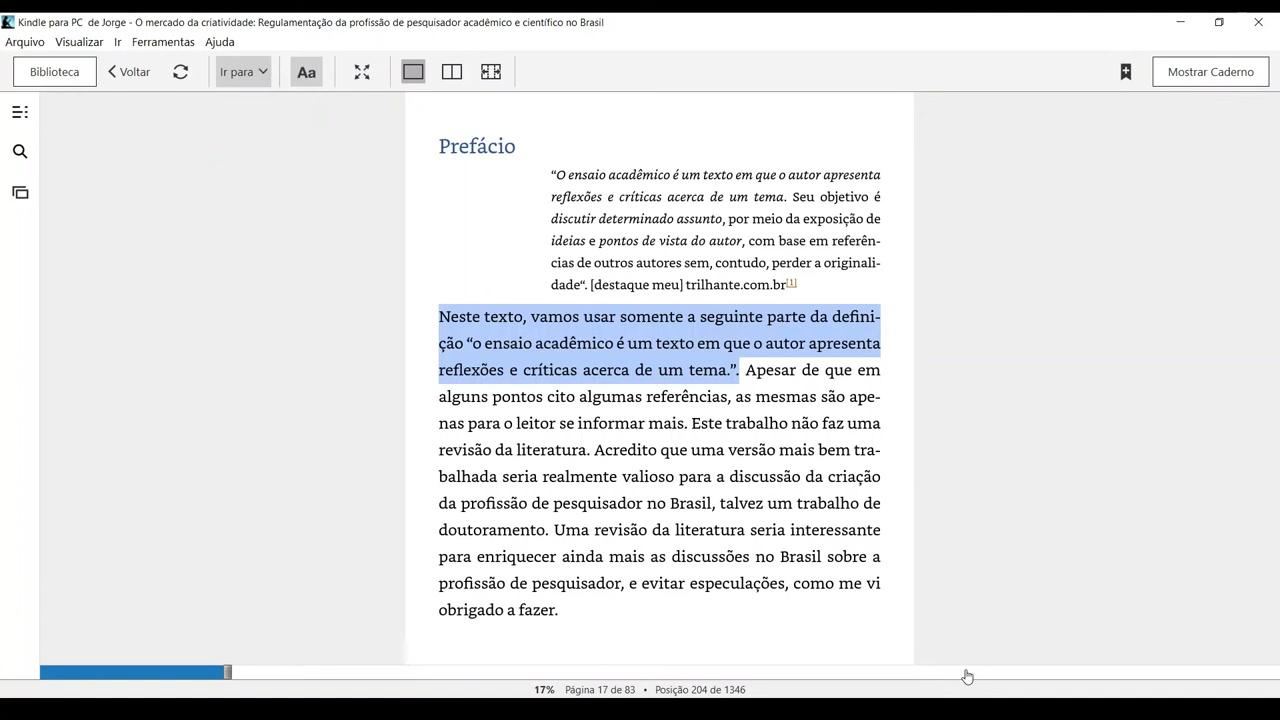 Kindle para PC de Jorge - O mercado da criatividade: Regulamentação da profissão de pesquisador acadêmico e científico no Brasil
Arquivo Visualizar Ir Ferramentas Ajuda
Biblioteca Voltar Ir para Aa Mostrar Caderno
Prefácio
“O ensaio acadêmico é um texto em que o autor apresenta
reflexões e críticas acerca de um tema. Seu objetivo é
discutir determinado assunto, por meio da exposição de
ideias e pontos de vista do autor, com base em referên-
cias de outros autores sem, contudo, perder a originali-
dade“. [destaque meu] trilhante.com.br[1]
Neste texto, vamos usar somente a seguinte parte da defini-
ção “o ensaio acadêmico é um texto em que o autor apresenta
reflexões e críticas acerca de um tema.”. Apesar de que em
alguns pontos cito algumas referências, as mesmas são ape-
nas para o leitor se informar mais. Este trabalho não faz uma
revisão da literatura. Acredito que uma versão mais bem tra-
balhada seria realmente valioso para a discussão da criação
da profissão de pesquisador no Brasil, talvez um trabalho de
doutoramento. Uma revisão da literatura seria interessante
para enriquecer ainda mais as discussões no Brasil sobre a
profissão de pesquisador, e evitar especulações, como me vi
obrigado a fazer.
17% Página 17 de 83 • Posição 204 de 1346